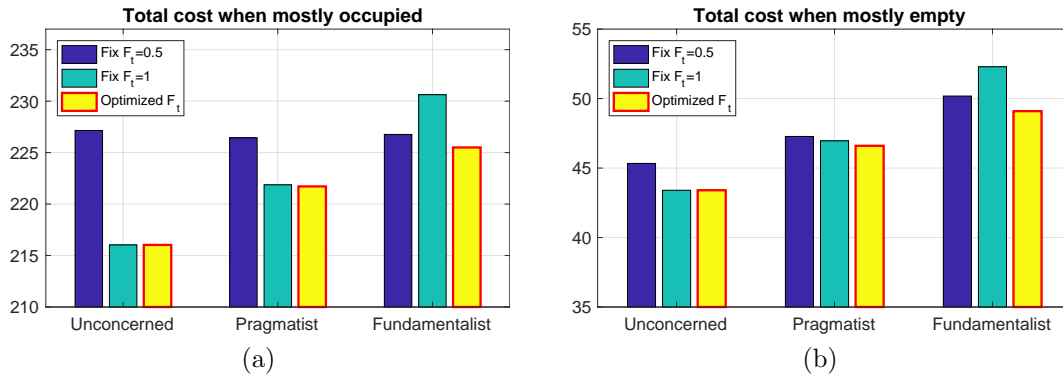 Total cost when mostly occupied
235
230
225
220
215
210
Fix F_t=0.5
Fix F_t=1
Optimized F_t
Unconcerned Pragmatist Fundamentalist
(a)
Total cost when mostly empty
55
50
45
40
35
Fix F_t=0.5
Fix F_t=1
Optimized F_t
Unconcerned Pragmatist Fundamentalist
(b)